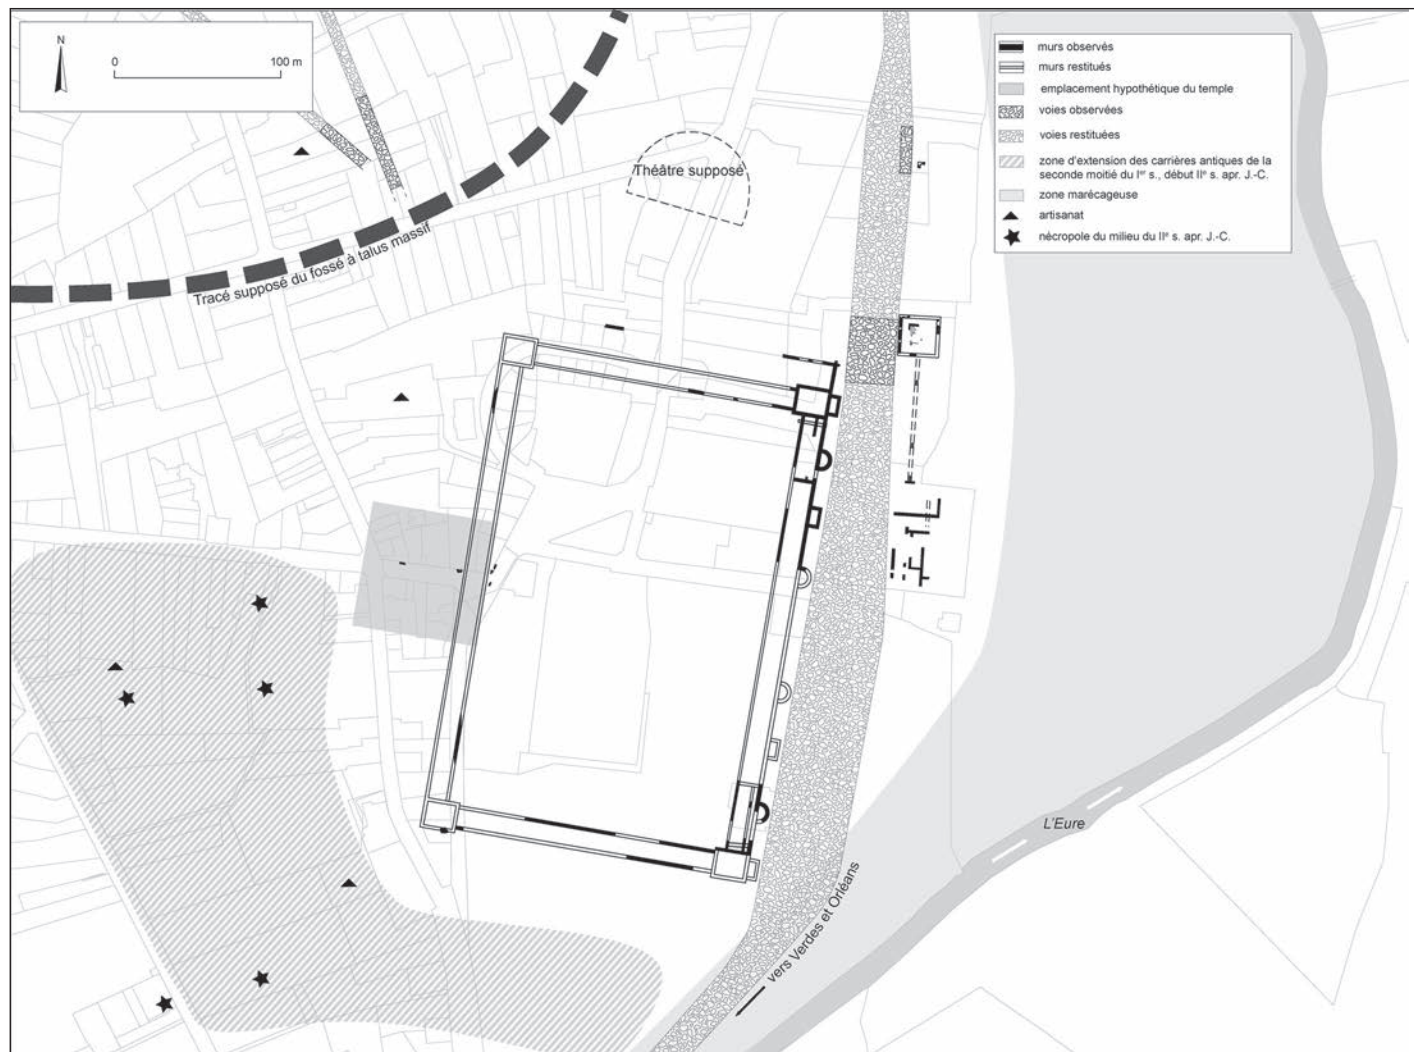 N
0
100 m
murs observés
murs restitués
emplacement hypothétique du temple
voies observées
voies restituées
zone d'extension des carrières antiques de la
seconde moitié du Iᵉʳ s., début IIᵉ s. apr. J.-C.
zone marécageuse
artisanat
nécropole du milieu du IIᵉ s. apr. J.-C.
Théâtre supposé
Tracé supposé du fossé à talus massif
L'Eure
vers Verdes et Orléans